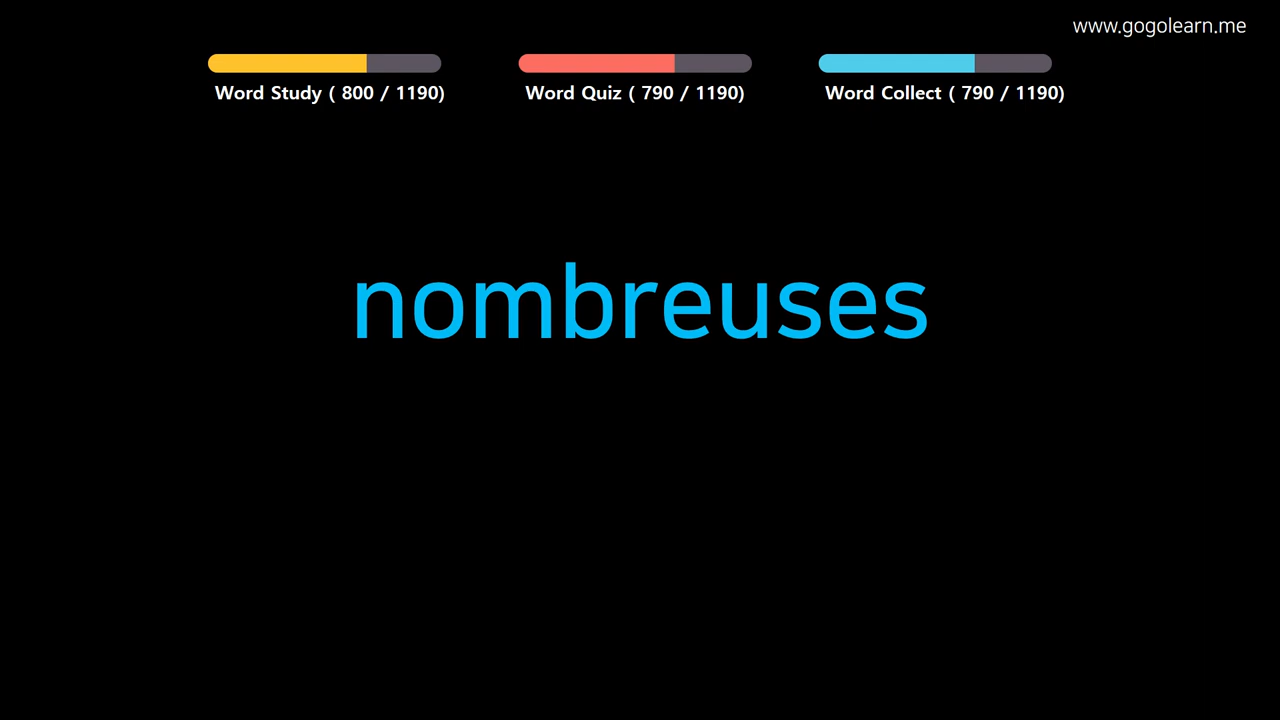 www.gogolearn.me
Word Study ( 800 / 1190)
Word Quiz ( 790 / 1190)
Word Collect ( 790 / 1190)
nombreuses